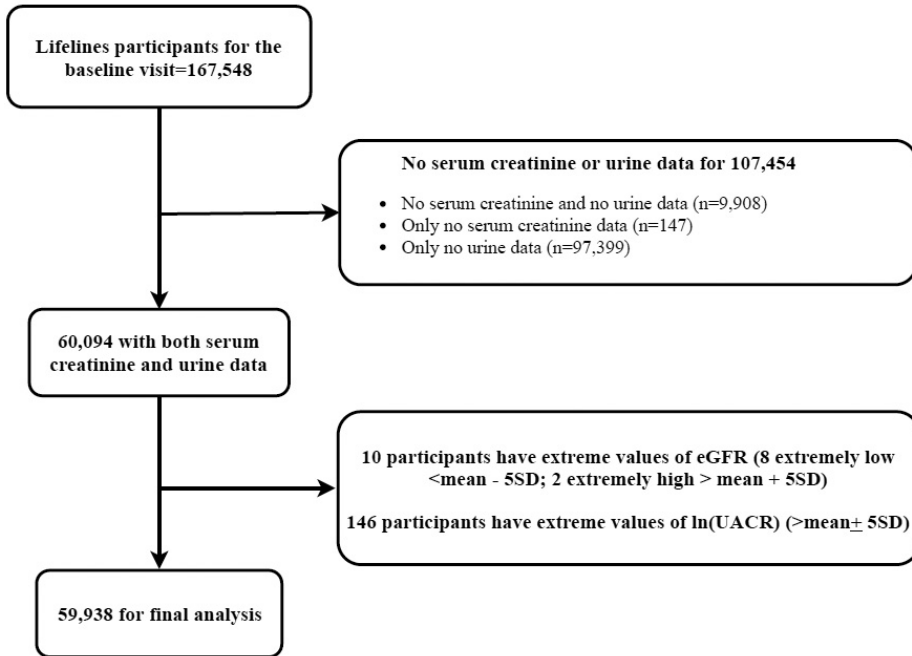 Lifelines participants for the
baseline visit=167,548
No serum creatinine or urine data for 107,454
• No serum creatinine and no urine data (n=9,908)
• Only no serum creatinine data (n=147)
• Only no urine data (n=97,399)
60,094 with both serum
creatinine and urine data
10 participants have extreme values of eGFR (8 extremely low
<mean - 5SD; 2 extremely high > mean + 5SD)
146 participants have extreme values of ln(UACR) (>mean± 5SD)
59,938 for final analysis